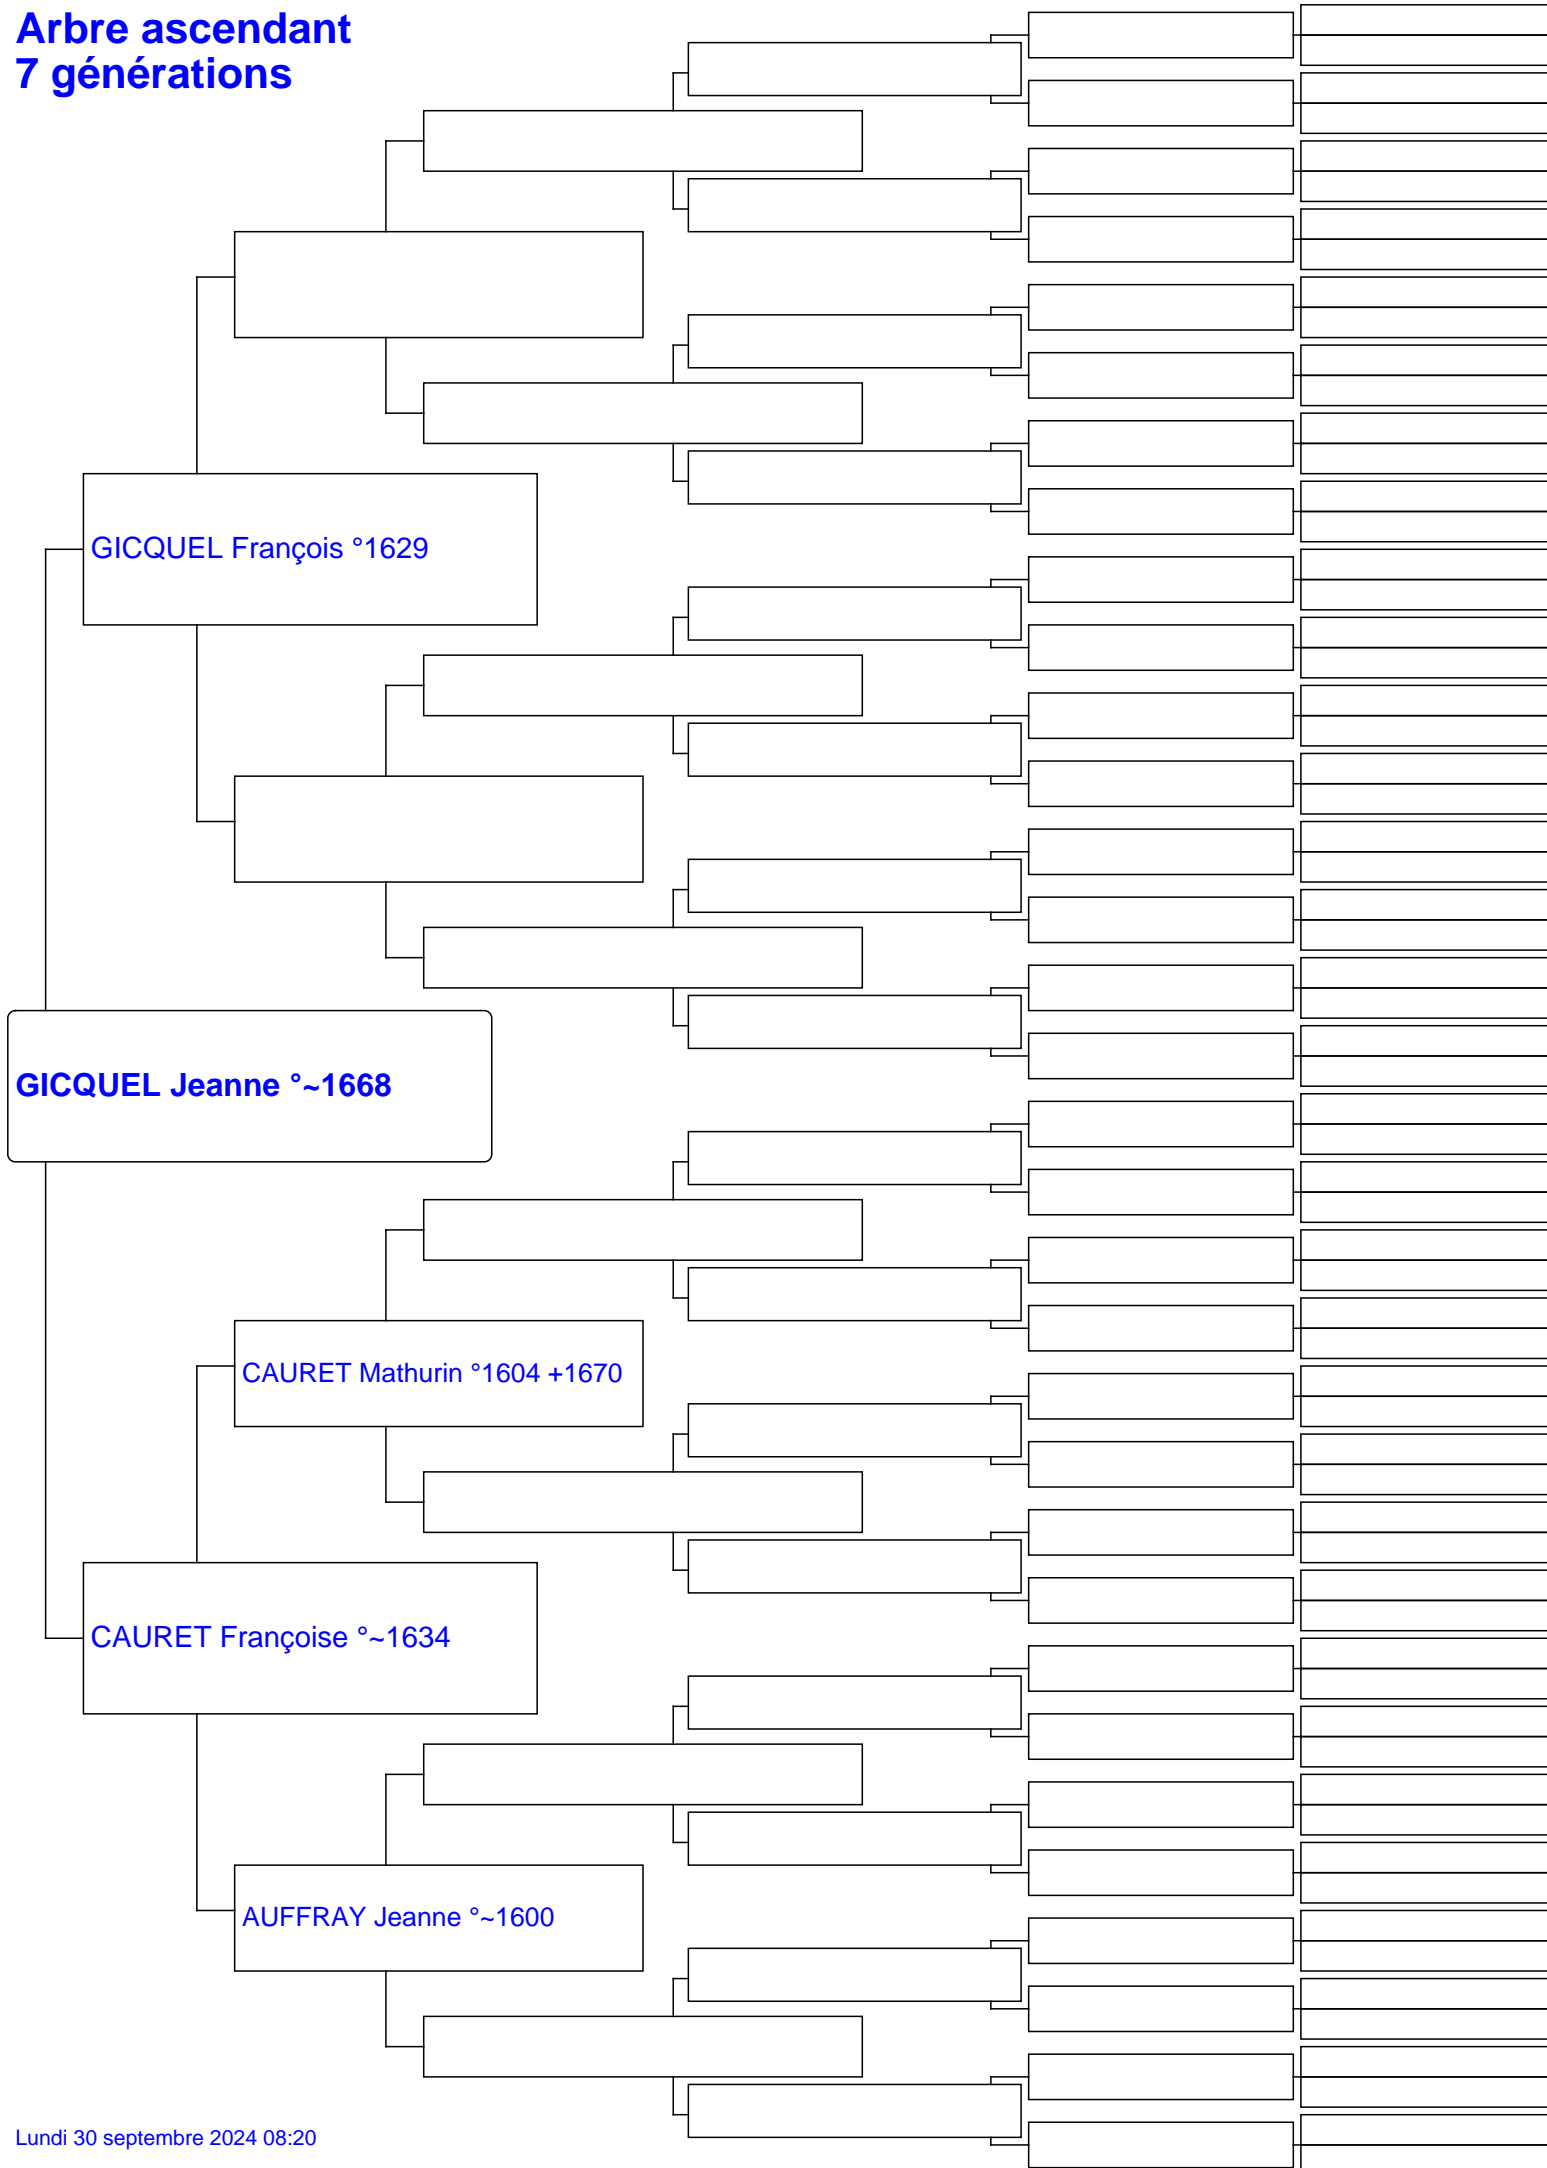 Arbre ascendant
7 générations
GICQUEL François °1629
GICQUEL Jeanne °~1668
CAURET Mathurin °1604 +1670
CAURET Françoise °~1634
AUFFRAY Jeanne °~1600
Lundi 30 septembre 2024 08:20